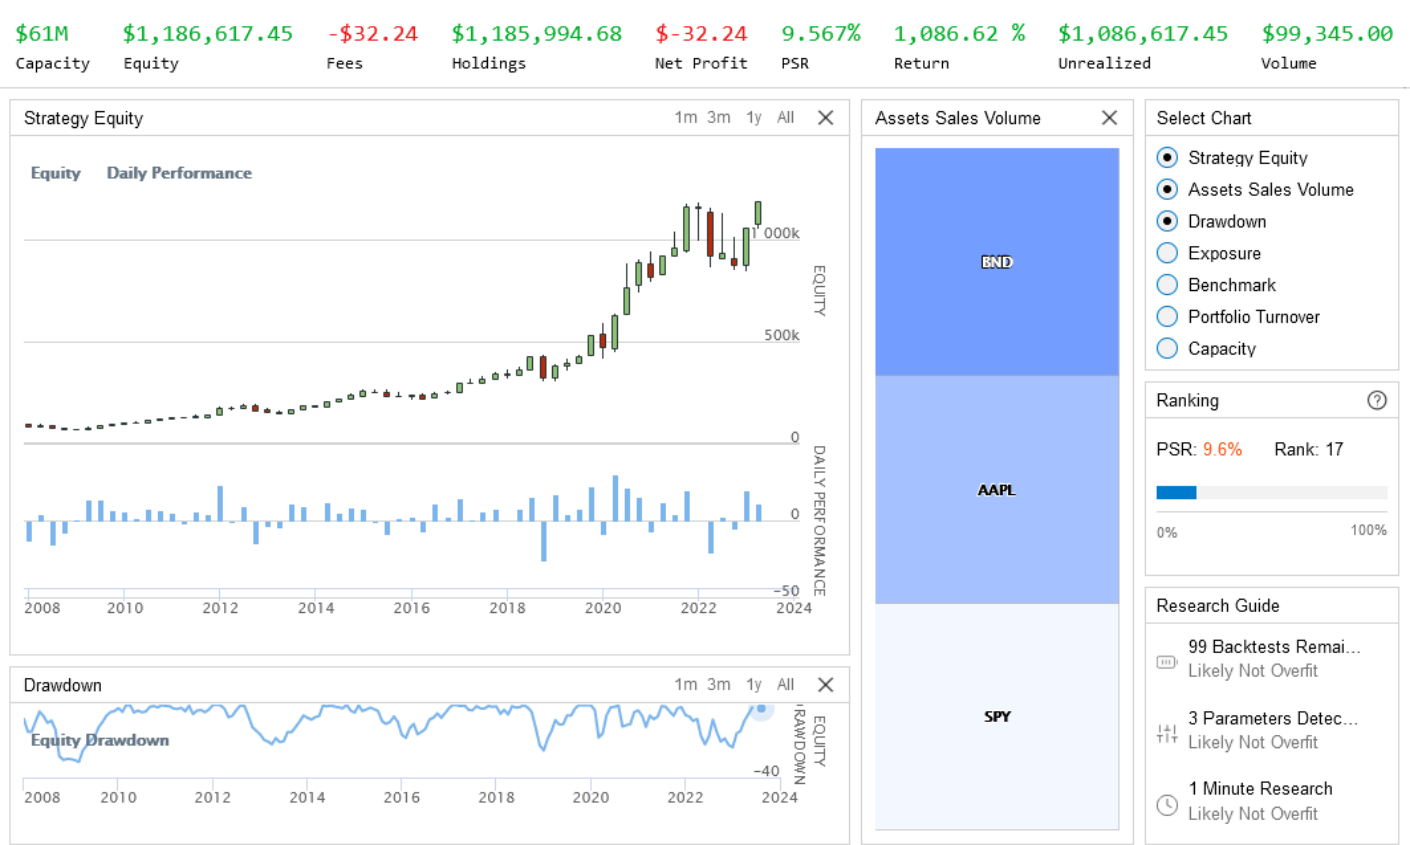 $61M $1,186,617.45 -$32.24 $1,185,994.68 $-32.24 9.567% 1,086.62 % $1,086,617.45 $99,345.00
Capacity Equity Fees Holdings Net Profit PSR Return Unrealized Volume
Strategy Equity 1m 3m 1y All
Equity Daily Performance
1 000k
500k
0
EQUITY
0
−50
DAILY PERFORMANCE
2008 2010 2012 2014 2016 2018 2020 2022 2024
Drawdown 1m 3m 1y All
Equity Drawdown
−40
EQUITY
RAWDOWN
2008 2010 2012 2014 2016 2018 2020 2022 2024
Assets Sales Volume
BND
AAPL
SPY
Select Chart
Strategy Equity
Assets Sales Volume
Drawdown
Exposure
Benchmark
Portfolio Turnover
Capacity
Ranking
PSR: 9.6% Rank: 17
0% 100%
Research Guide
99 Backtests Remai...
Likely Not Overfit
3 Parameters Detec...
Likely Not Overfit
1 Minute Research
Likely Not Overfit